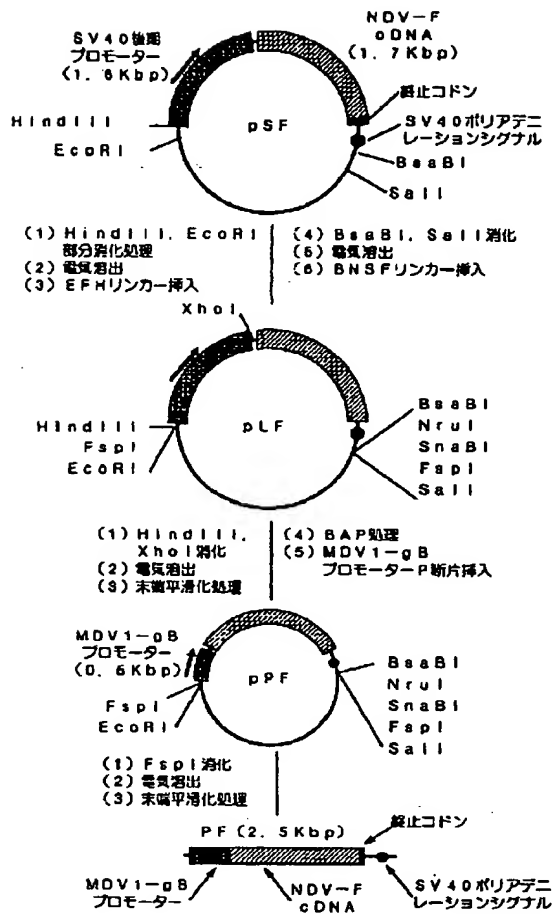 SV40後期
プロモーター
(1.6Kbp)
NDV-F
cDNA
(1.7Kbp)
終止コドン
SV40ポリアデニ
レーションシグナル
HindIII
EcoRI
pSF
BsaBI
SalI
(1) HindIII, EcoRI
部分消化処理
(2) 電気溶出
(3) EFHリンカー挿入
(4) BsaBI, SalI消化
(5) 電気溶出
(6) BNSFリンカー挿入
XhoI
HindIII
FspI
EcoRI
pLF
BsaBI
NruI
SnaBI
FspI
SalI
(1) HindIII,
XhoI消化
(2) 電気溶出
(3) 末端平滑化処理
(4) BAP処理
(5) MDV1-gB
プロモーターP断片挿入
MDV1-gB
プロモーター
(0.6Kbp)
FspI
EcoRI
pPF
BsaBI
NruI
SnaBI
FspI
SalI
(1) FspI消化
(2) 電気溶出
(3) 末端平滑化処理
PF(2.5Kbp)
終止コドン
MDV1-gB
プロモーター
NDV-F
cDNA
SV40ポリアデニ
レーションシグナル